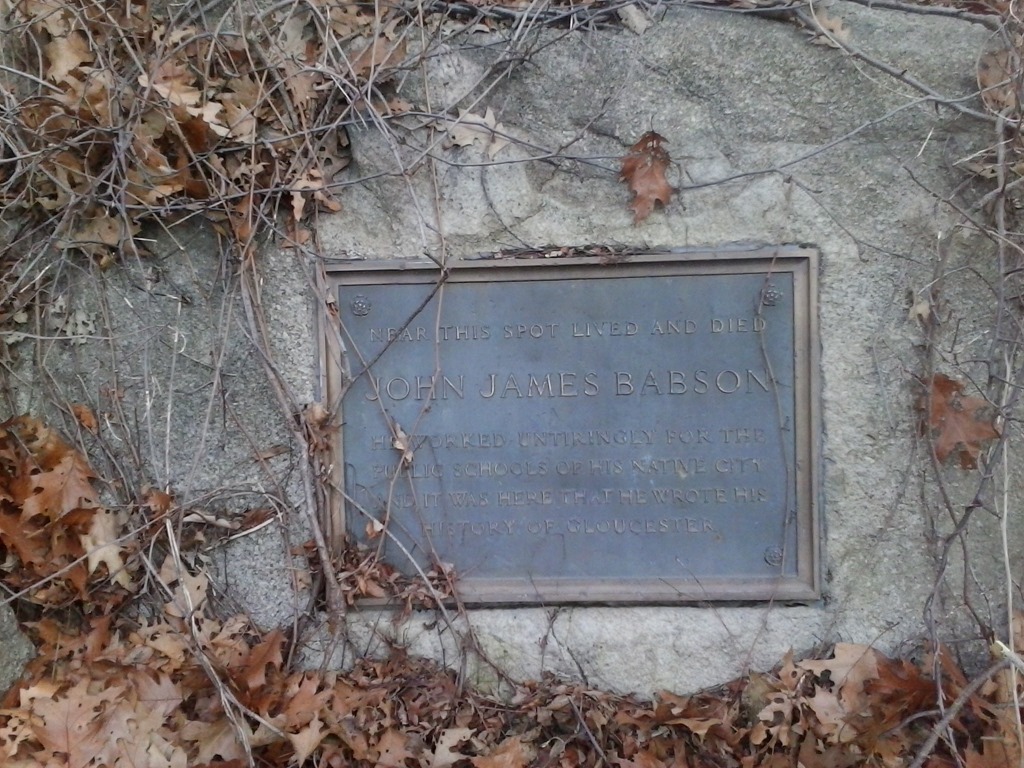 NEAR THIS SPOT LIVED AND DIED
JOHN JAMES BABSON
HE WORKED UNTIRINGLY FOR THE
PUBLIC SCHOOLS OF HIS NATIVE CITY
AND IT WAS HERE THAT HE WROTE HIS
HISTORY OF GLOUCESTER